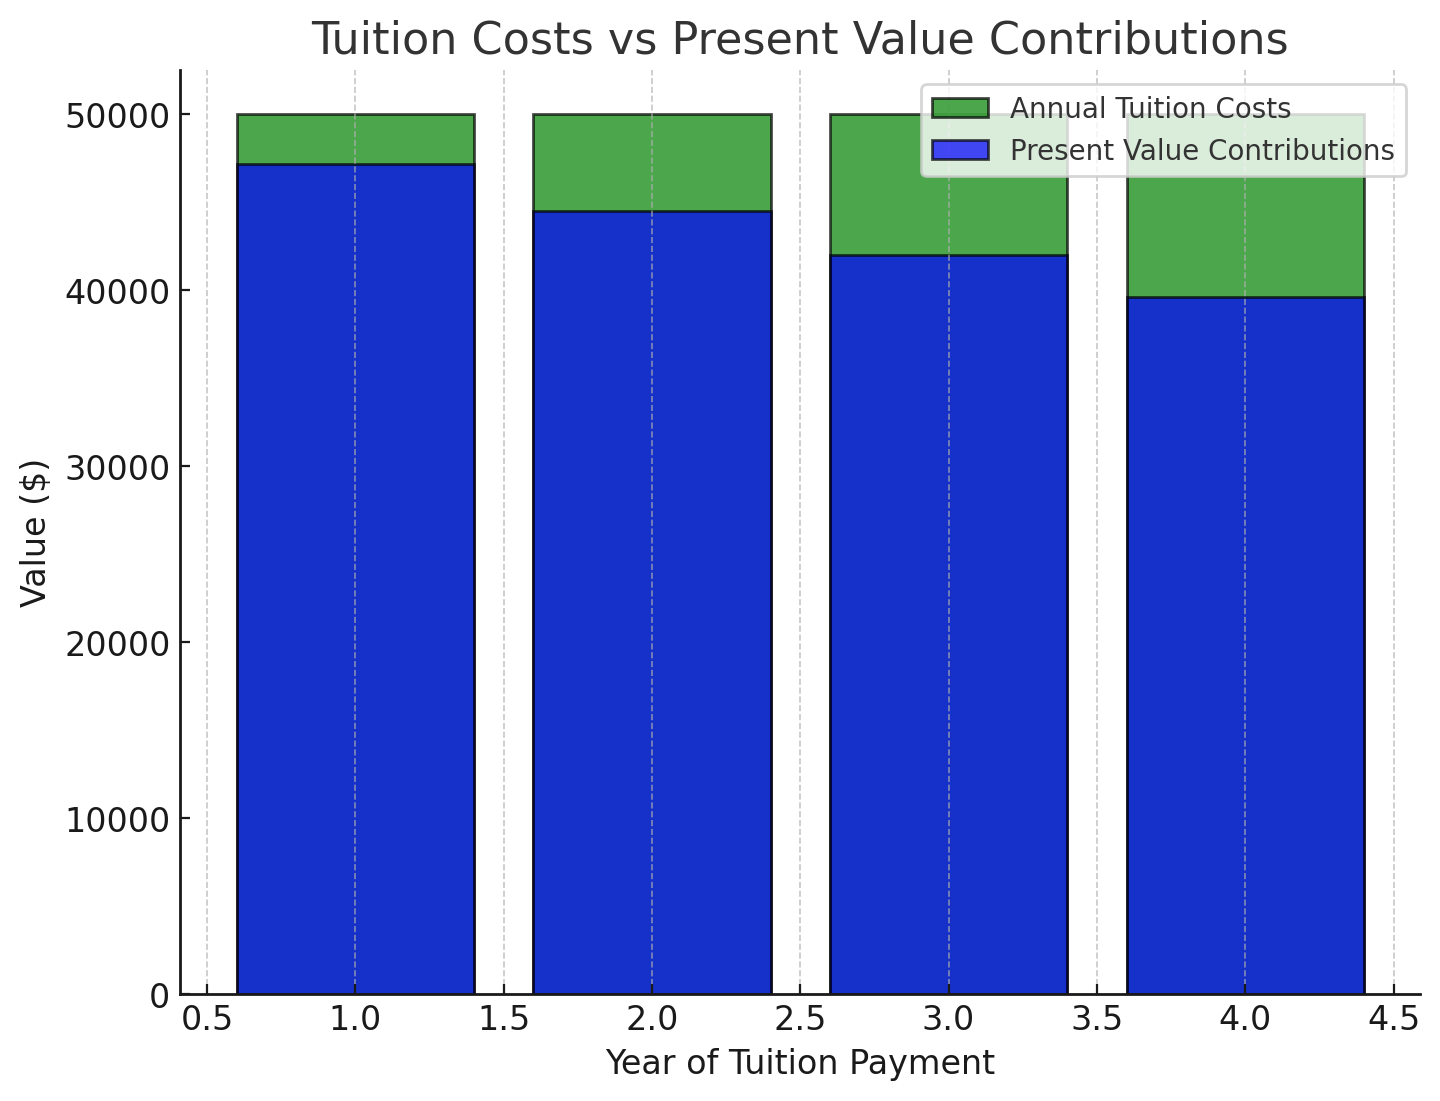 Tuition Costs vs Present Value Contributions
Annual Tuition Costs
Present Value Contributions
Value ($)
50000
40000
30000
20000
10000
0
0.5 1.0 1.5 2.0 2.5 3.0 3.5 4.0 4.5
Year of Tuition Payment